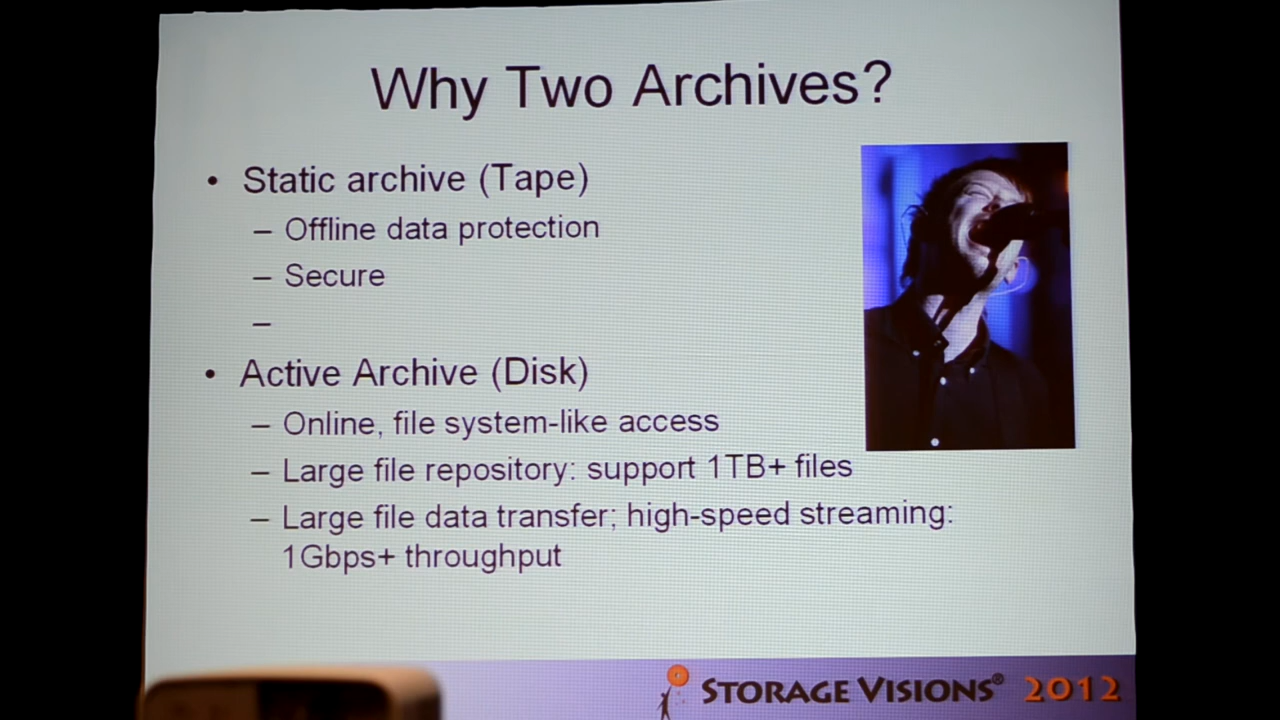 Why Two Archives?
• Static archive (Tape)
– Offline data protection
– Secure
–
• Active Archive (Disk)
– Online, file system-like access
– Large file repository: support 1TB+ files
– Large file data transfer; high-speed streaming:
1Gbps+ throughput
STORAGE VISIONS® 2012